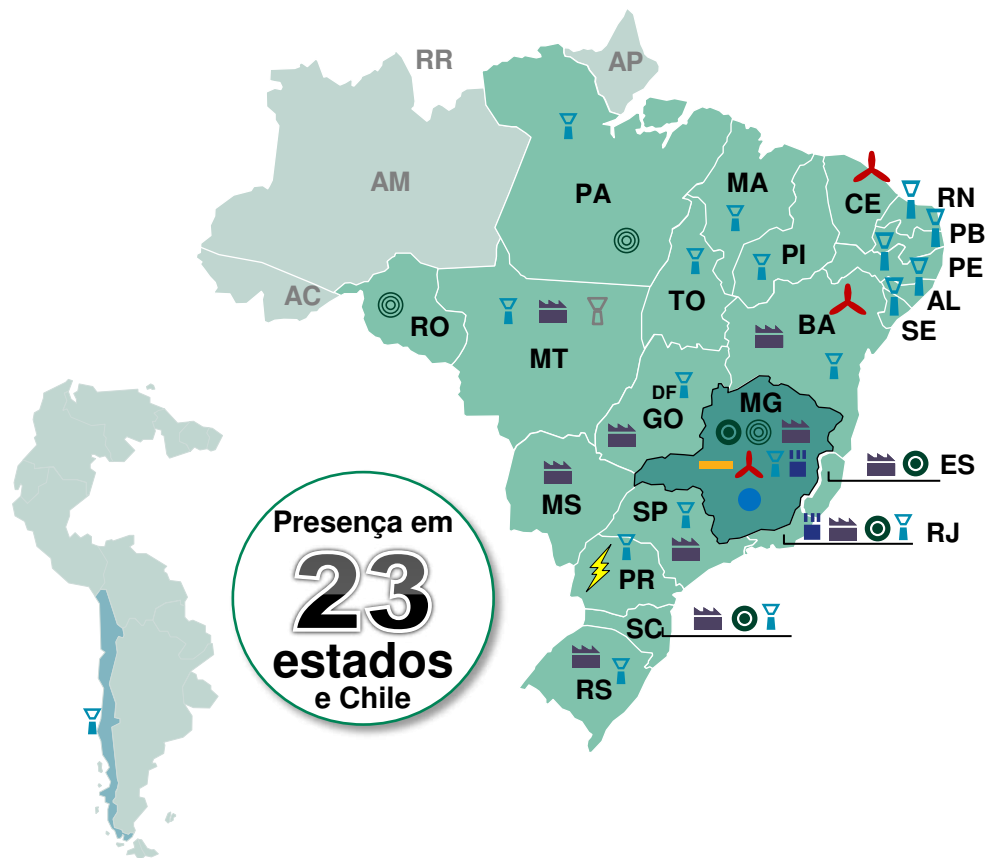 RR
AP
AM
PA
MA
CE
RN
PB
PI
PE
AC
RO
TO
AL
BA
SE
MT
DF
MG
GO
ES
MS
SP
RJ
PR
SC
RS
Presença em
23
estados
e Chile